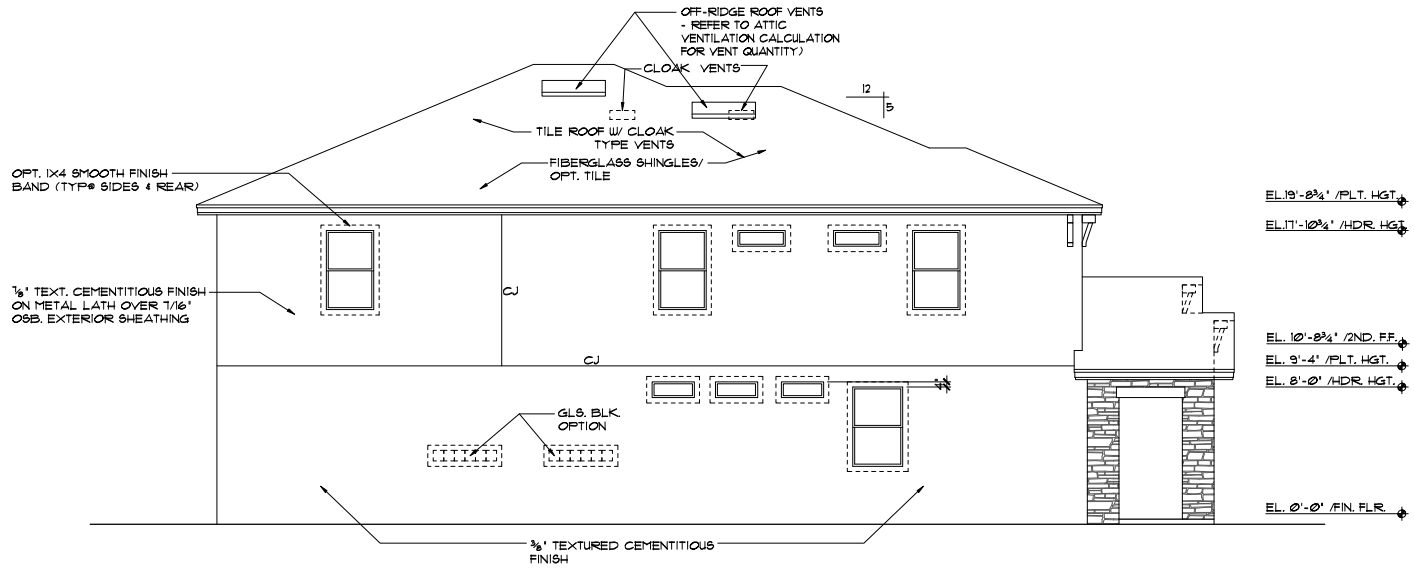 OFF-RIDGE ROOF VENTS
- REFER TO ATTIC
VENTILATION CALCULATION
FOR VENT QUANTITY)
CLOAK VENTS
12
5
TILE ROOF W/ CLOAK
TYPE VENTS
FIBERGLASS SHINGLES/
OPT. TILE
OPT. 1X4 SMOOTH FINISH
BAND (TYP@ SIDES & REAR)
EL.19'-8¾" /PLT. HGT.
EL.17'-10¾" /HDR. HGT.
⅞" TEXT. CEMENTITIOUS FINISH
ON METAL LATH OVER 7/16"
OSB. EXTERIOR SHEATHING
CJ
CJ
EL. 10'-8¾" /2ND. F.F.
EL. 9'-4" /PLT. HGT.
EL. 8'-0" /HDR. HGT.
GLS. BLK.
OPTION
EL. 0'-0" /FIN. FLR.
⅜" TEXTURED CEMENTITIOUS
FINISH